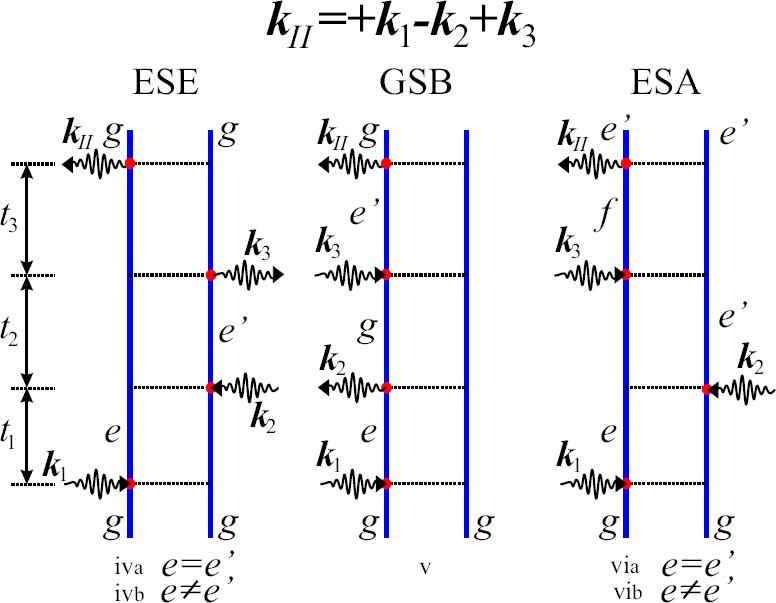 k_II=+k_1-k_2+k_3
ESE GSB ESA
k_II g g k_II g k_II e’ e’
t_3 e’ f
k_3 k_3 k_3
t_2 e’ g e’
k_2 k_2 k_2
t_1 e e e
k_1 k_1 k_1
g g g g g g
iva e=e’ v via e=e’
ivb e≠e’ vib e≠e’